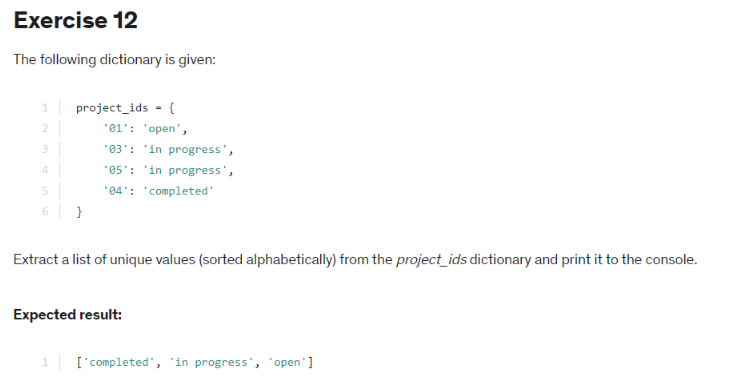 Exercise 12
The following dictionary is given:
1 project_ids = {
2 '01': 'open',
3 '03': 'in progress',
4 '05': 'in progress',
5 '04': 'completed'
6 }
Extract a list of unique values (sorted alphabetically) from the project_ids dictionary and print it to the console.
Expected result:
1 ['completed', 'in progress', 'open']